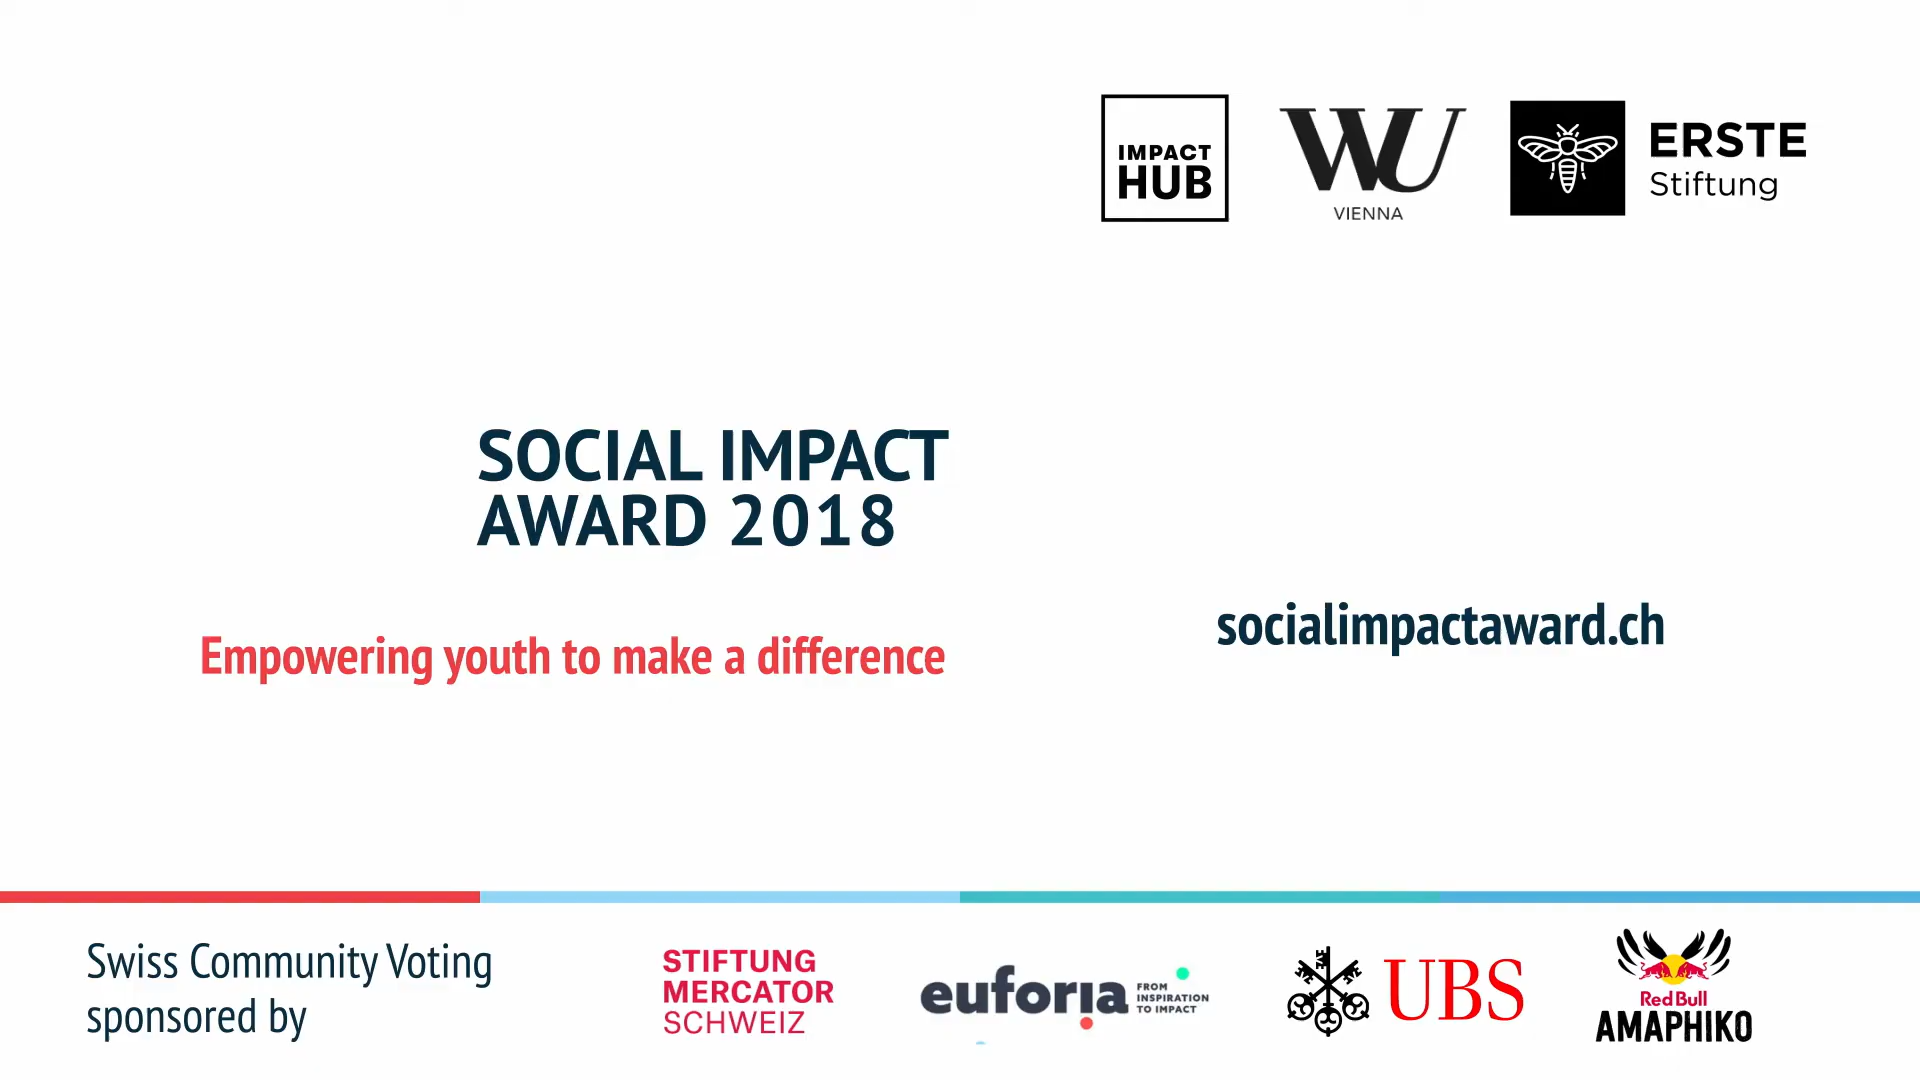 IMPACT
HUB
WU
VIENNA
ERSTE
Stiftung
SOCIAL IMPACT
AWARD 2018
Empowering youth to make a difference
socialimpactaward.ch
Swiss Community Voting
sponsored by
STIFTUNG
MERCATOR
SCHWEIZ
euforia
FROM
INSPIRATION
TO IMPACT
UBS
Red Bull
AMAPHIKO